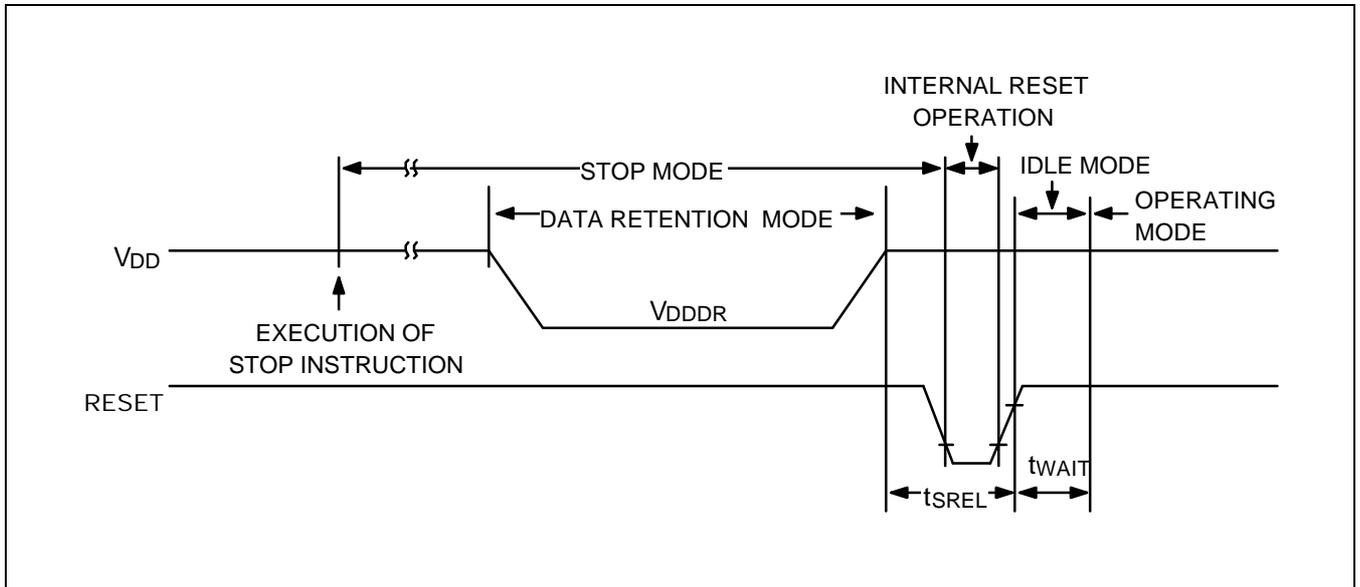 INTERNAL RESET
OPERATION
STOP MODE
IDLE MODE
DATA RETENTION MODE
OPERATING
MODE
VDD
VDDDR
EXECUTION OF
STOP INSTRUCTION
RESET
tWAIT
tSREL